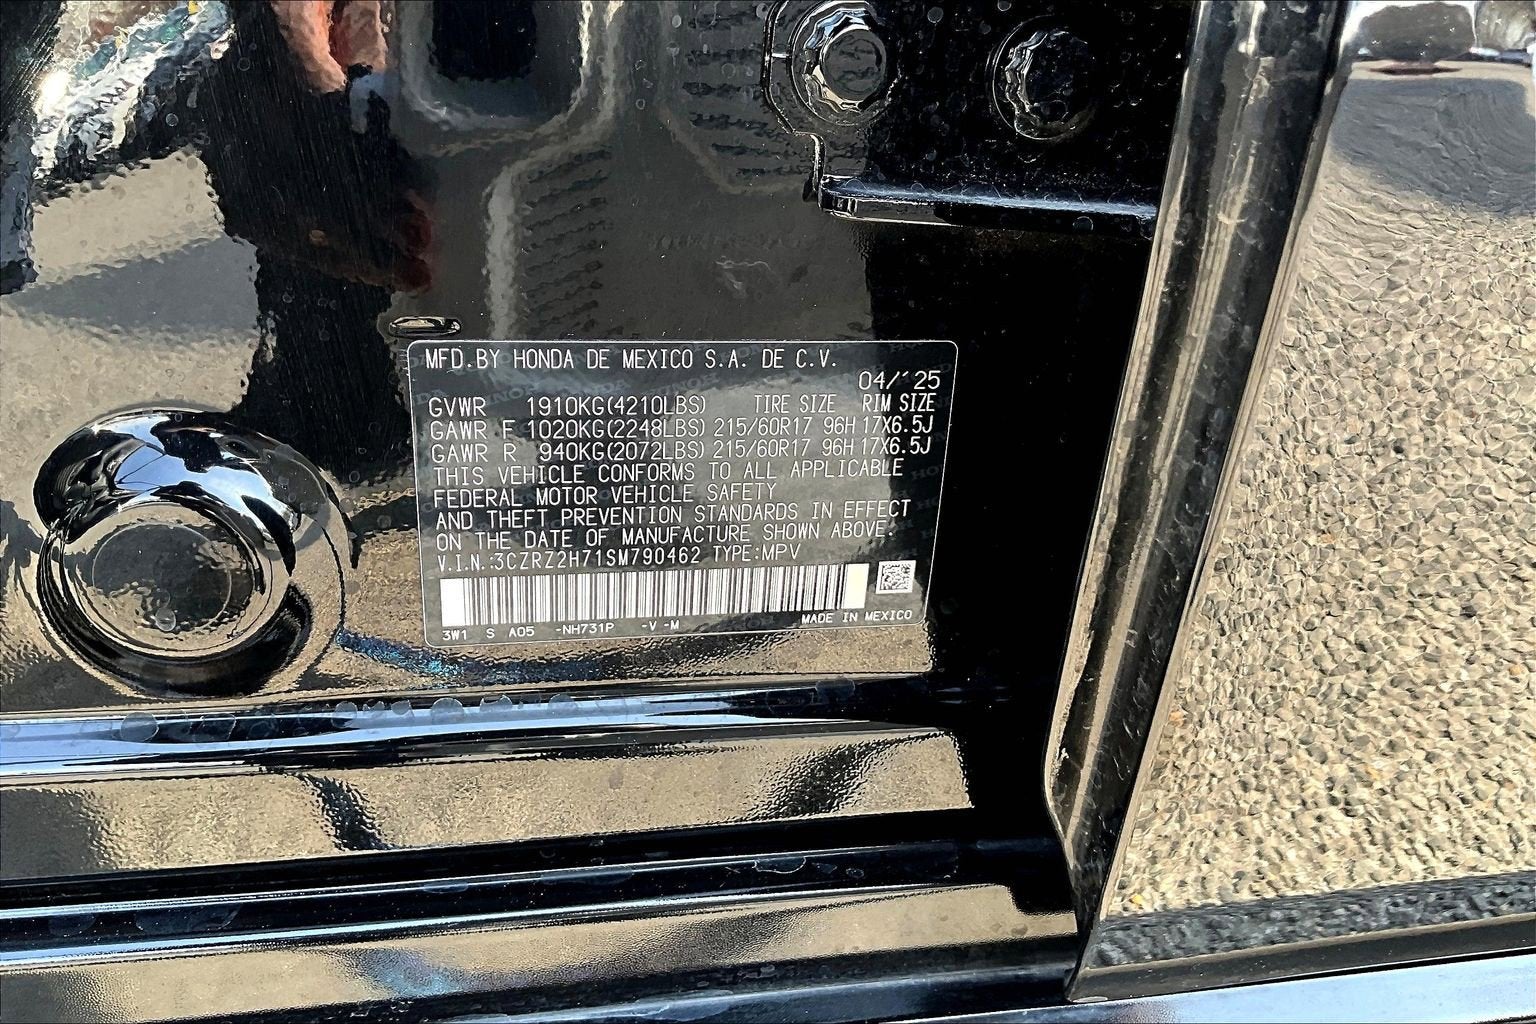 MFD.BY HONDA DE MEXICO S.A. DE C.V.
04/'25
GVWR 1910KG(4210LBS) TIRE SIZE RIM SIZE
GAWR F 1020KG(2248LBS) 215/60R17 96H 17X6.5J
GAWR R 940KG(2072LBS) 215/60R17 96H 17X6.5J
THIS VEHICLE CONFORMS TO ALL APPLICABLE
FEDERAL MOTOR VEHICLE SAFETY
AND THEFT PREVENTION STANDARDS IN EFFECT
ON THE DATE OF MANUFACTURE SHOWN ABOVE.
V.I.N.:3CZRZ2H71SM790462 TYPE:MPV
3W1 S A05 -NH731P -V -M MADE IN MEXICO